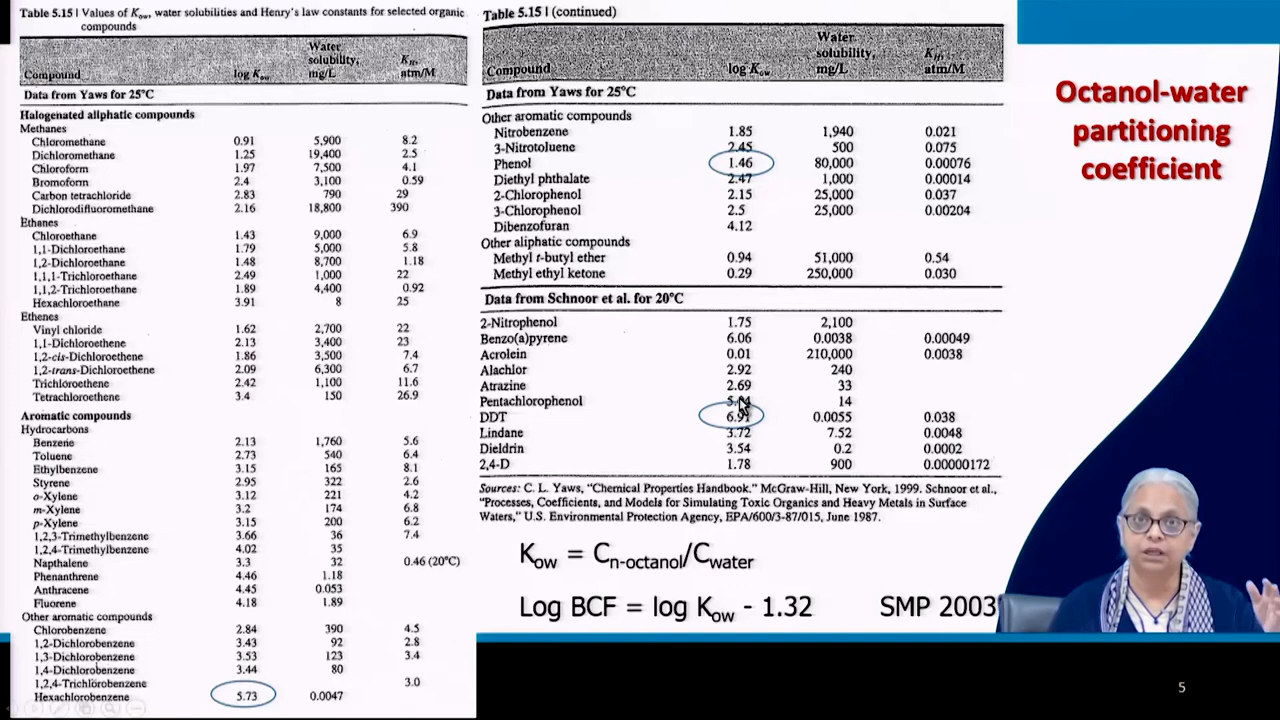 Table 5.15 | Values of Kow, water solubilities and Henry's law constants for selected organic
compounds
Water
solubility, KH,
Compound log Kow mg/L atm/M
Data from Yaws for 25°C
Halogenated aliphatic compounds
Methanes
Chloromethane 0.91 5,900 8.2
Dichloromethane 1.25 19,400 2.5
Chloroform 1.97 7,500 4.1
Bromoform 2.4 3,100 0.59
Carbon tetrachloride 2.83 790 29
Dichlorodifluoromethane 2.16 18,800 390
Ethanes
Chloroethane 1.43 9,000 6.9
1,1-Dichloroethane 1.79 5,000 5.8
1,2-Dichloroethane 1.48 8,700 1.18
1,1,1-Trichloroethane 2.49 1,000 22
1,1,2-Trichloroethane 1.89 4,400 0.92
Hexachloroethane 3.91 8 25
Ethenes
Vinyl chloride 1.62 2,700 22
1,1-Dichloroethene 2.13 3,400 23
1,2-cis-Dichloroethene 1.86 3,500 7.4
1,2-trans-Dichloroethene 2.09 6,300 6.7
Trichloroethene 2.42 1,100 11.6
Tetrachloroethene 3.4 150 26.9
Aromatic compounds
Hydrocarbons
Benzene 2.13 1,760 5.6
Toluene 2.73 540 6.4
Ethylbenzene 3.15 165 8.1
Styrene 2.95 322 2.6
o-Xylene 3.12 221 4.2
m-Xylene 3.2 174 6.8
p-Xylene 3.15 200 6.2
1,2,3-Trimethylbenzene 3.66 36 7.4
1,2,4-Trimethylbenzene 4.02 35
Napthalene 3.3 32 0.46 (20°C)
Phenanthrene 4.46 1.18
Anthracene 4.45 0.053
Fluorene 4.18 1.89
Other aromatic compounds
Chlorobenzene 2.84 390 4.5
1,2-Dichlorobenzene 3.43 92 2.8
1,3-Dichlorobenzene 3.53 123 3.4
1,4-Dichlorobenzene 3.44 80
1,2,4-Trichlorobenzene 3.0
Hexachlorobenzene 5.73 0.0047
Table 5.15 | (continued)
Water
solubility, KH,
Compound log Kow mg/L atm/M
Data from Yaws for 25°C
Other aromatic compounds
Nitrobenzene 1.85 1,940 0.021
3-Nitrotoluene 2.45 500 0.075
Phenol 1.46 80,000 0.00076
Diethyl phthalate 2.47 1,000 0.00014
2-Chlorophenol 2.15 25,000 0.037
3-Chlorophenol 2.5 25,000 0.00204
Dibenzofuran 4.12
Other aliphatic compounds
Methyl t-butyl ether 0.94 51,000 0.54
Methyl ethyl ketone 0.29 250,000 0.030
Data from Schnoor et al. for 20°C
2-Nitrophenol 1.75 2,100
Benzo(a)pyrene 6.06 0.0038 0.00049
Acrolein 0.01 210,000 0.0038
Alachlor 2.92 240
Atrazine 2.69 33
Pentachlorophenol 14
DDT 6.91 0.0055 0.038
Lindane 3.72 7.52 0.0048
Dieldrin 3.54 0.2 0.0002
2,4-D 1.78 900 0.00000172
Sources: C. L. Yaws, "Chemical Properties Handbook." McGraw-Hill, New York, 1999. Schnoor et al.,
"Processes, Coefficients, and Models for Simulating Toxic Organics and Heavy Metals in Surface
Waters," U.S. Environmental Protection Agency, EPA/600/3-87/015, June 1987.
Kow = Cn-octanol/Cwater
Log BCF = log Kow - 1.32 SMP 2003
Octanol-water
partitioning
coefficient
5